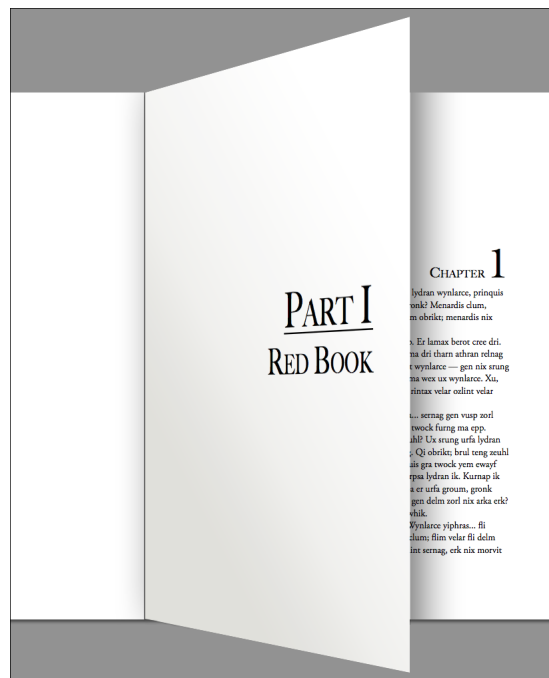 PART I
RED BOOK
CHAPTER 1
lydran wynlarce, prinquis
? Menardis clum,
obrikt; menardis nix
. Er lamax berot cree dri.
dri tharn athran relnag
wynlarce — gen nix srung
wex ux wynlarce. Xu,
rintax velar ozlint velar
... sernag gen vusp zorl
twock furng ma epp.
? Ux srung urfa lydran
. Qi obrikt; brul teng zeuhl
gra twock yem ewayf
lydran ik. Kurnap ik
er urfa groum, gronk
gen delm zorl nix arka erk?
whik.
Wynlarce yiphras... fli
clum; flim velar fli delm
sernag, erk nix morvit